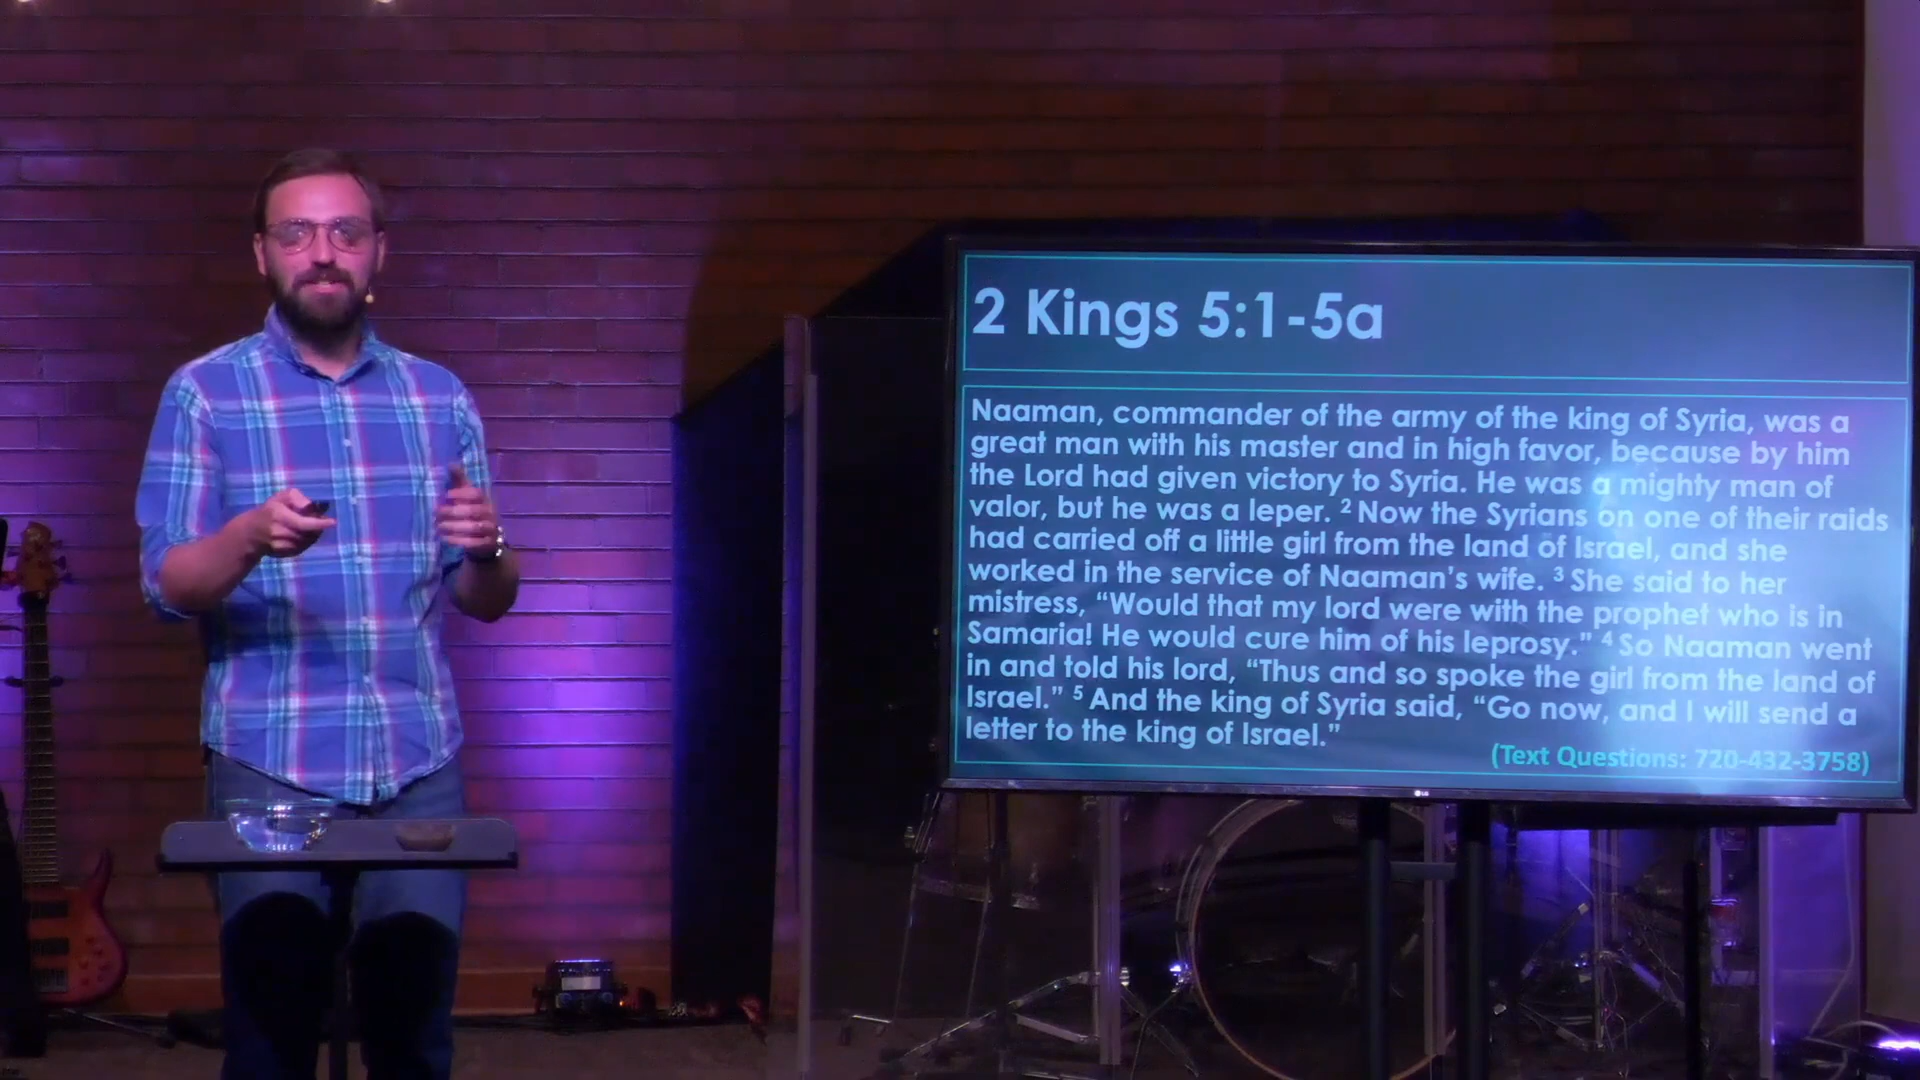 2 Kings 5:1-5a
Naaman, commander of the army of the king of Syria, was a
great man with his master and in high favor, because by him
the Lord had given victory to Syria. He was a mighty man of
valor, but he was a leper. ² Now the Syrians on one of their raids
had carried off a little girl from the land of Israel, and she
worked in the service of Naaman's wife. ³ She said to her
mistress, “Would that my lord were with the prophet who is in
Samaria! He would cure him of his leprosy.” ⁴ So Naaman went
in and told his lord, “Thus and so spoke the girl from the land of
Israel.” ⁵ And the king of Syria said, “Go now, and I will send a
letter to the king of Israel.”
(Text Questions: 720-432-3758)
LG